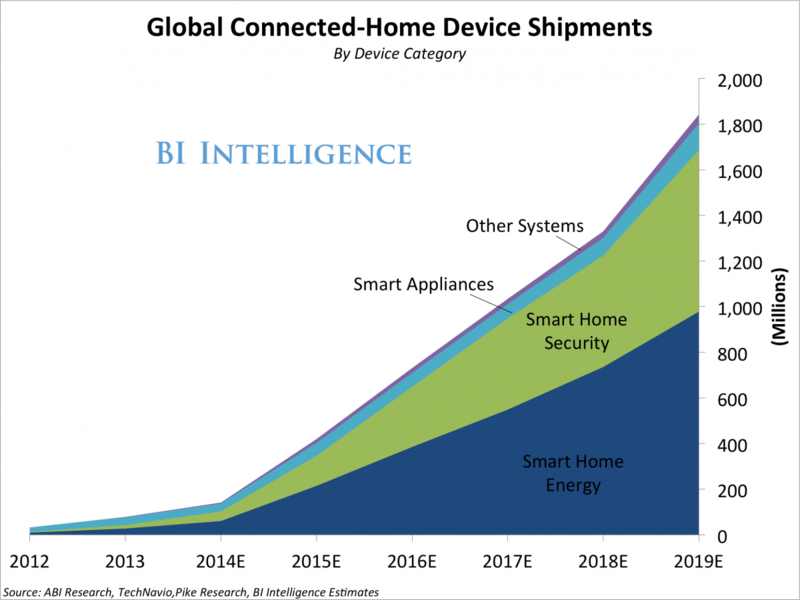 Global Connected-Home Device Shipments
By Device Category
BI INTELLIGENCE
2,000
1,800
1,600
1,400
1,200
1,000
800
600
400
200
0
(Millions)
Other Systems
Smart Appliances
Smart Home
Security
Smart Home
Energy
2012 2013 2014E 2015E 2016E 2017E 2018E 2019E
Source: ABI Research, TechNavio,Pike Research, BI Intelligence Estimates